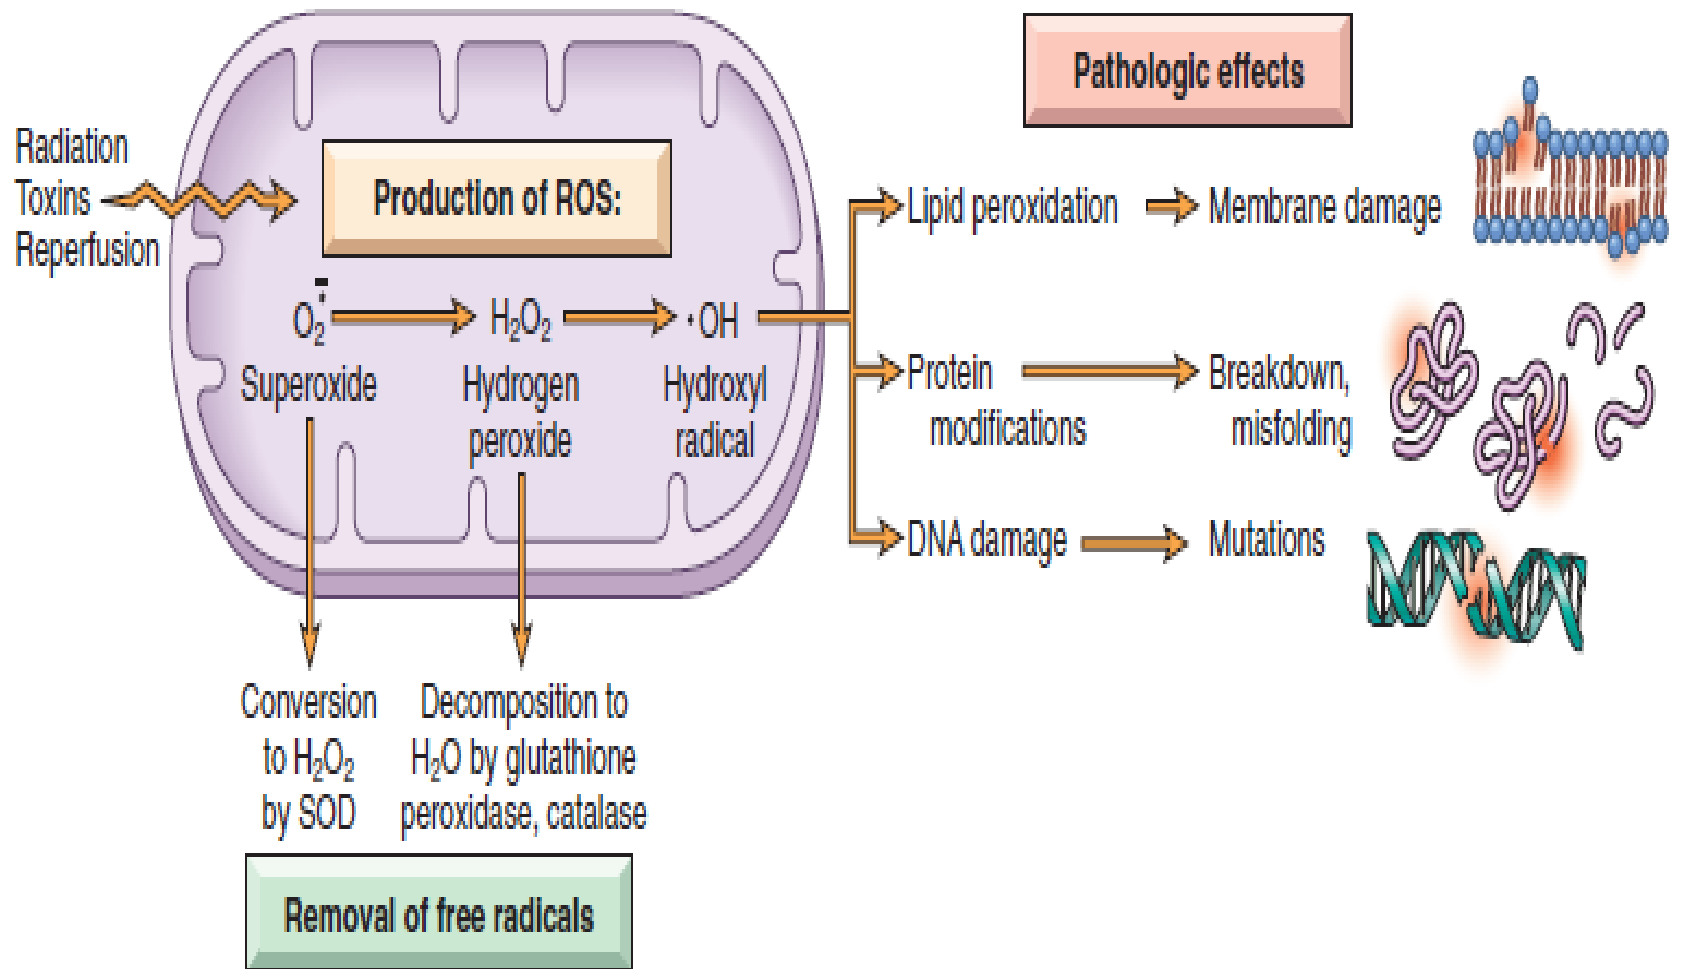 Radiation
Toxins
Reperfusion
Production of ROS:
O₂•̄
H₂O₂
·OH
Superoxide
Hydrogen
peroxide
Hydroxyl
radical
Conversion
to H₂O₂
by SOD
Decomposition to
H₂O by glutathione
peroxidase, catalase
Removal of free radicals
Pathologic effects
Lipid peroxidation
Membrane damage
Protein
modifications
Breakdown,
misfolding
DNA damage
Mutations